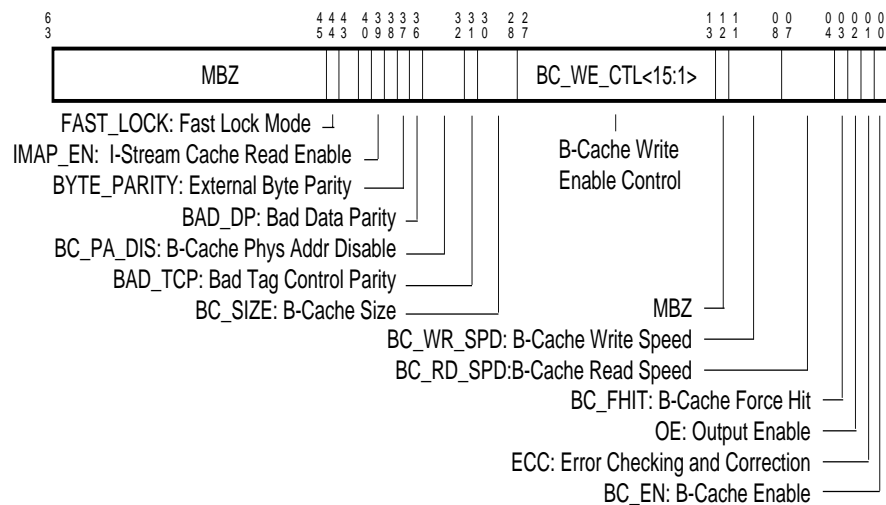 6 4 4 4 4 3 3 3 3 3 3 3 2 2 1 1 1 0 0 0 0 0 0 0
3 5 4 3 0 9 8 7 6 2 1 0 8 7 3 2 1 8 7 4 3 2 1 0
MBZ BC_WE_CTL<15:1>
FAST_LOCK: Fast Lock Mode
IMAP_EN: I-Stream Cache Read Enable
BYTE_PARITY: External Byte Parity
BAD_DP: Bad Data Parity
BC_PA_DIS: B-Cache Phys Addr Disable
BAD_TCP: Bad Tag Control Parity
BC_SIZE: B-Cache Size
B-Cache Write
Enable Control
MBZ
BC_WR_SPD: B-Cache Write Speed
BC_RD_SPD:B-Cache Read Speed
BC_FHIT: B-Cache Force Hit
OE: Output Enable
ECC: Error Checking and Correction
BC_EN: B-Cache Enable